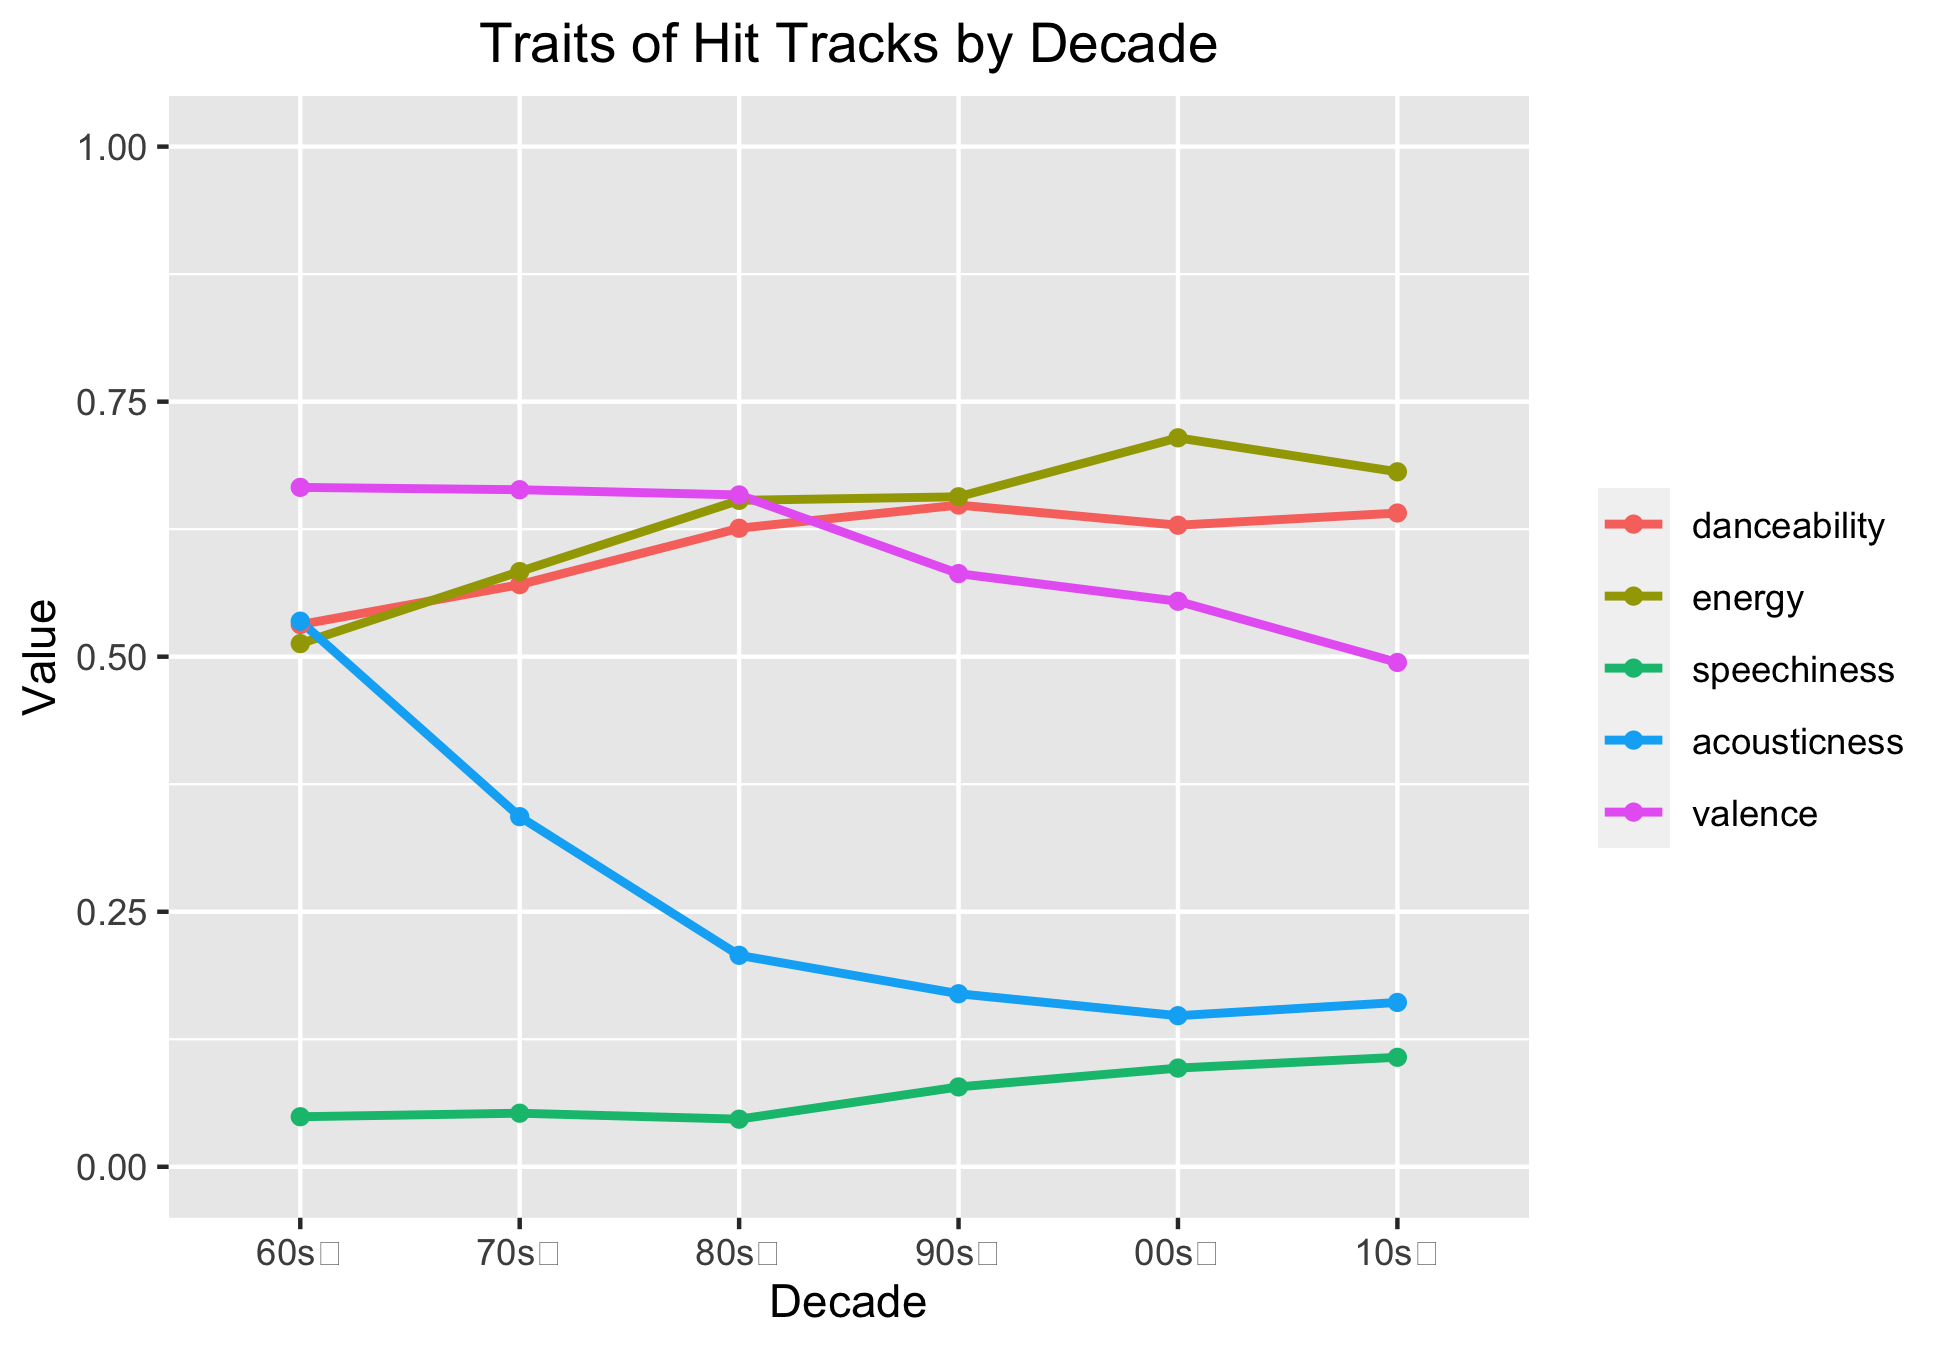 Traits of Hit Tracks by Decade
1.00
0.75
0.50
0.25
0.00
Value
60s□ 70s□ 80s□ 90s□ 00s□ 10s□
Decade
danceability
energy
speechiness
acousticness
valence